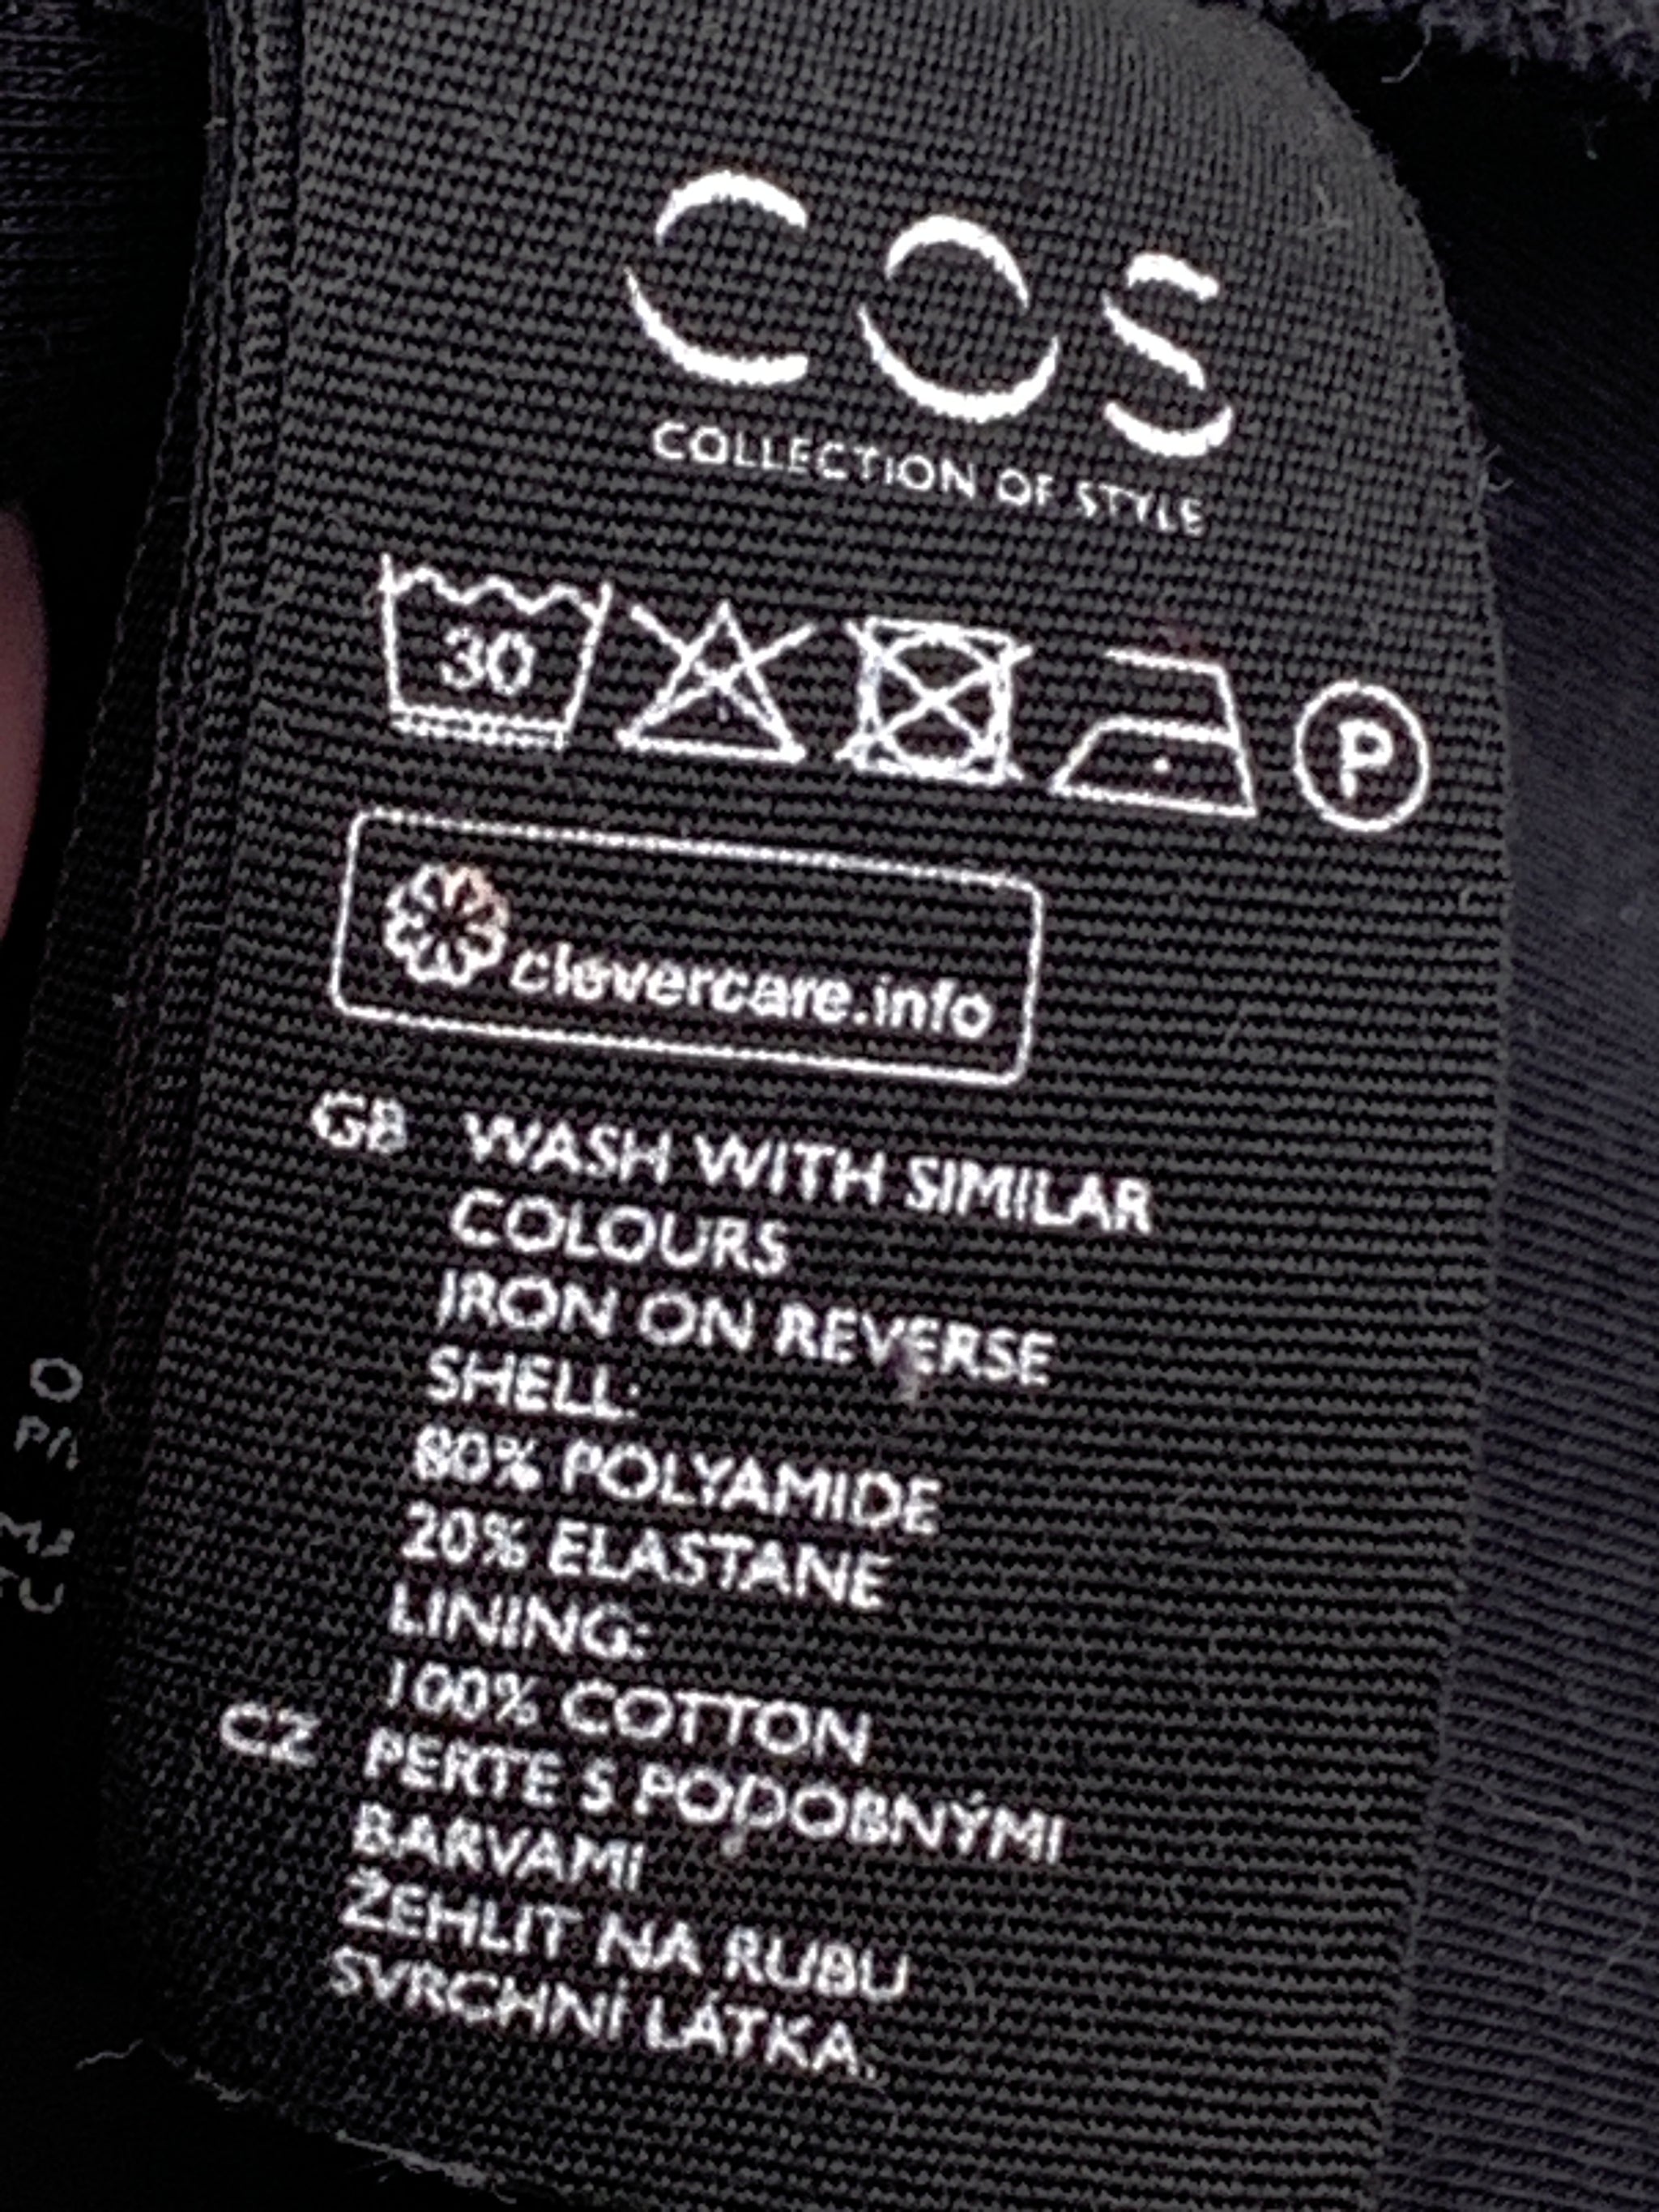 COS
COLLECTION OF STYLE
30
P
clevercare.info
GB WASH WITH SIMILAR
COLOURS
IRON ON REVERSE
SHELL:
80% POLYAMIDE
20% ELASTANE
LINING:
100% COTTON
CZ PERTE S PODOBNÝMI
BARVAMI
ŽEHLIT NA RUBU
SVRCHNÍ LÁTKA.